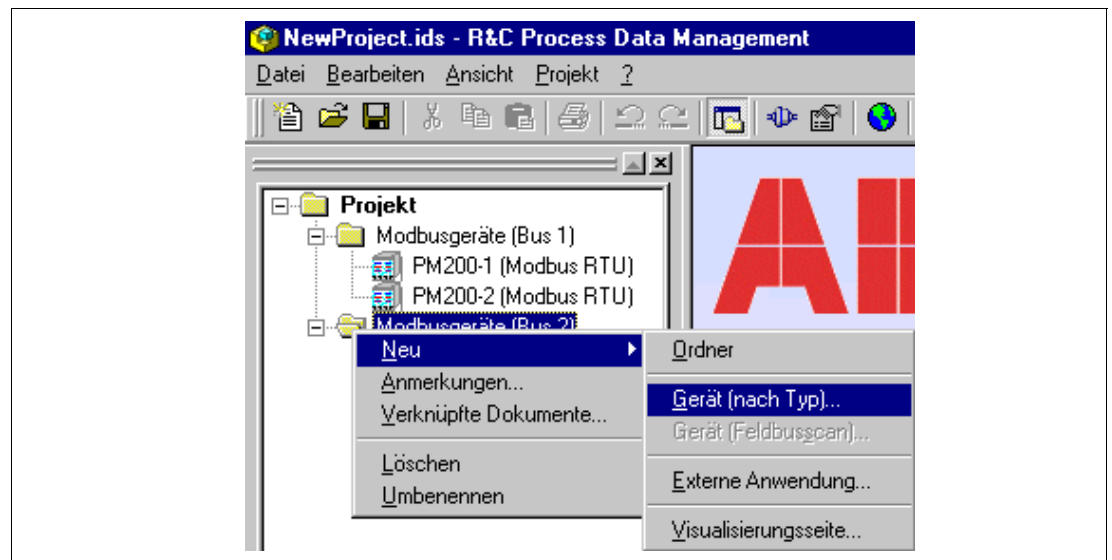 NewProject.ids - R&C Process Data Management
Datei Bearbeiten Ansicht Projekt ?
Projekt
Modbusgeräte (Bus 1)
PM200-1 (Modbus RTU)
PM200-2 (Modbus RTU)
Modbusgeräte (Bus 2)
Neu
Anmerkungen...
Verknüpfte Dokumente...
Löschen
Umbenennen
Ordner
Gerät (nach Typ)...
Gerät (Feldbusscan)...
Externe Anwendung...
Visualisierungsseite...